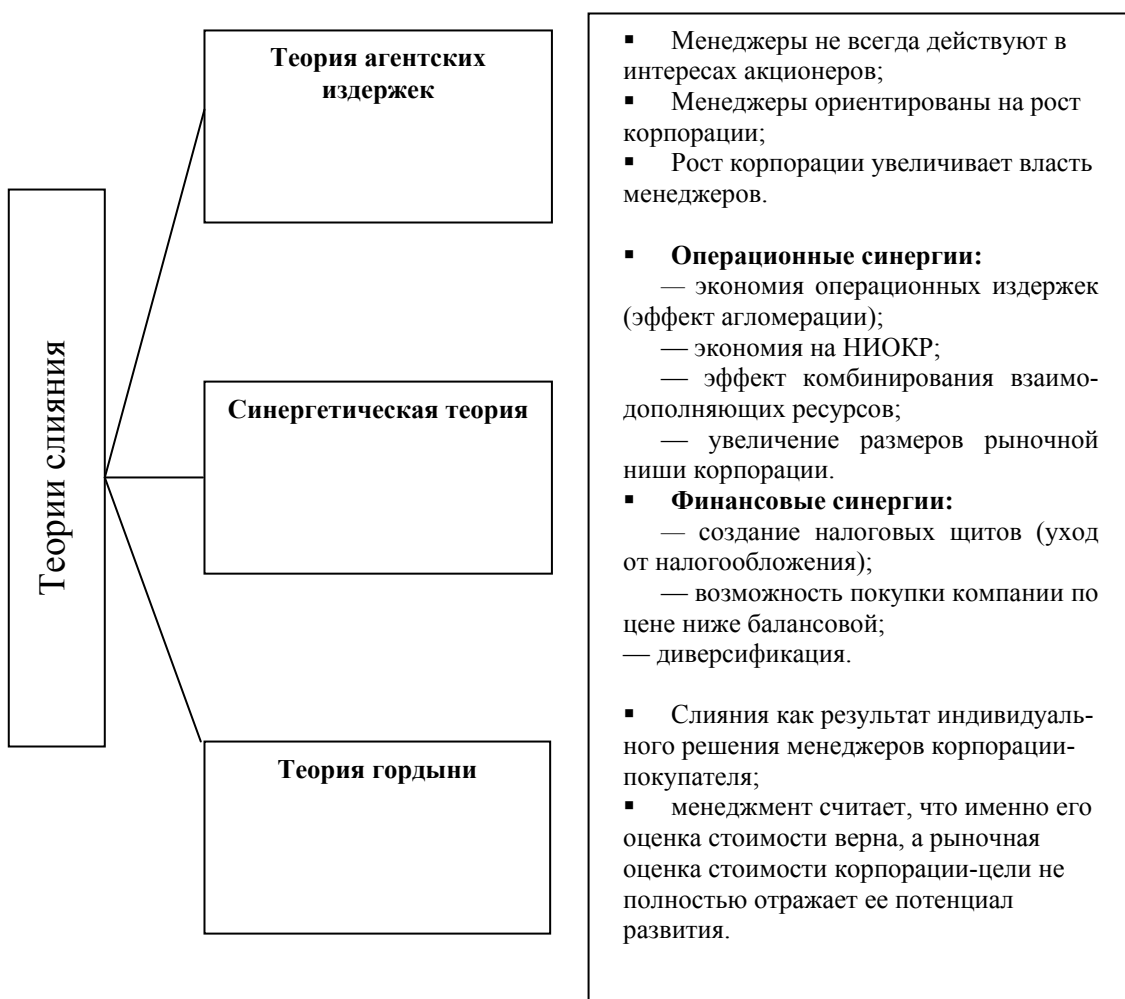 Теории слияния
Теория агентских
издержек
▪ Менеджеры не всегда действуют в
интересах акционеров;
▪ Менеджеры ориентированы на рост
корпорации;
▪ Рост корпорации увеличивает власть
менеджеров.
Синергетическая теория
▪ Операционные синергии:
— экономия операционных издержек
(эффект агломерации);
— экономия на НИОКР;
— эффект комбинирования взаимо-
дополняющих ресурсов;
— увеличение размеров рыночной
ниши корпорации.
▪ Финансовые синергии:
— создание налоговых щитов (уход
от налогообложения);
— возможность покупки компании по
цене ниже балансовой;
— диверсификация.
Теория гордыни
▪ Слияния как результат индивидуаль-
ного решения менеджеров корпорации-
покупателя;
▪ менеджмент считает, что именно его
оценка стоимости верна, а рыночная
оценка стоимости корпорации-цели не
полностью отражает ее потенциал
развития.